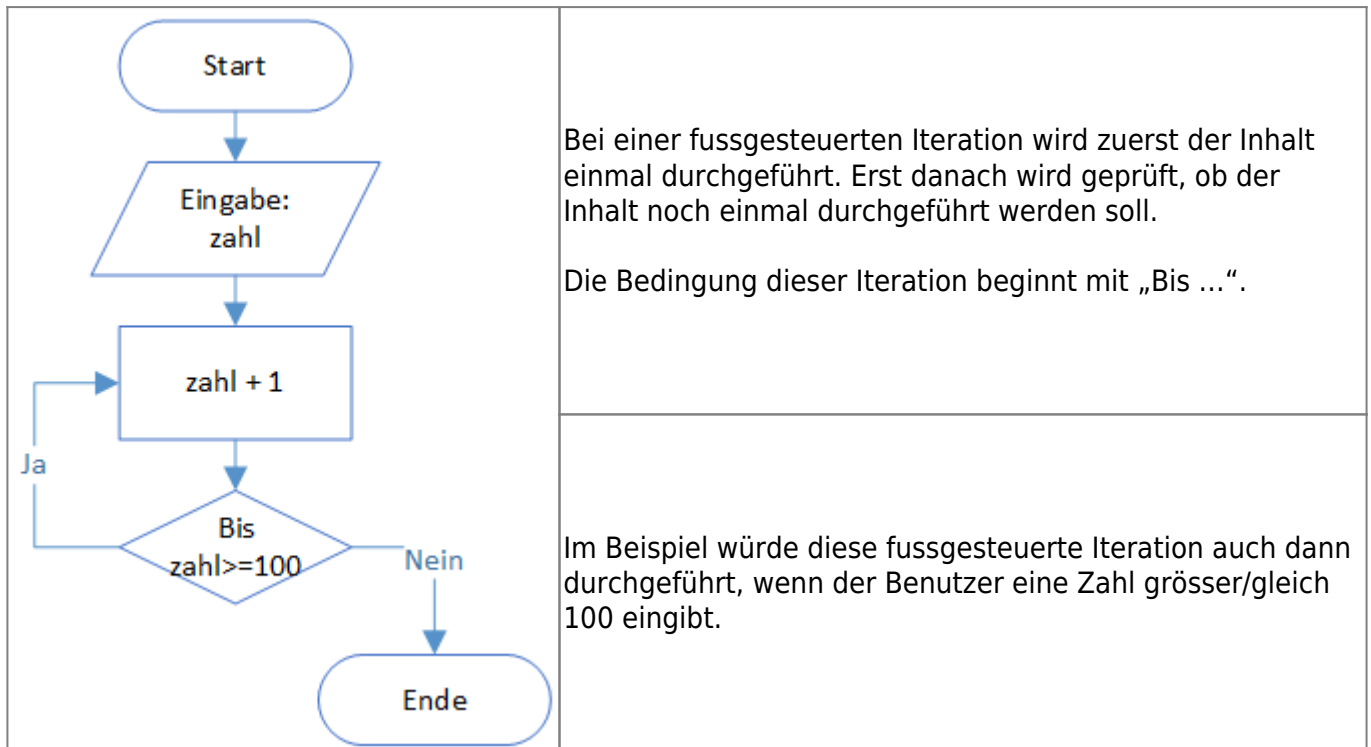 Start
Eingabe:
zahl
zahl + 1
Ja
Bis
zahl>=100
Nein
Ende
Bei einer fussgesteuerten Iteration wird zuerst der Inhalt
einmal durchgeführt. Erst danach wird geprüft, ob der
Inhalt noch einmal durchgeführt werden soll.
Die Bedingung dieser Iteration beginnt mit „Bis ...“.
Im Beispiel würde diese fussgesteuerte Iteration auch dann
durchgeführt, wenn der Benutzer eine Zahl grösser/gleich
100 eingibt.